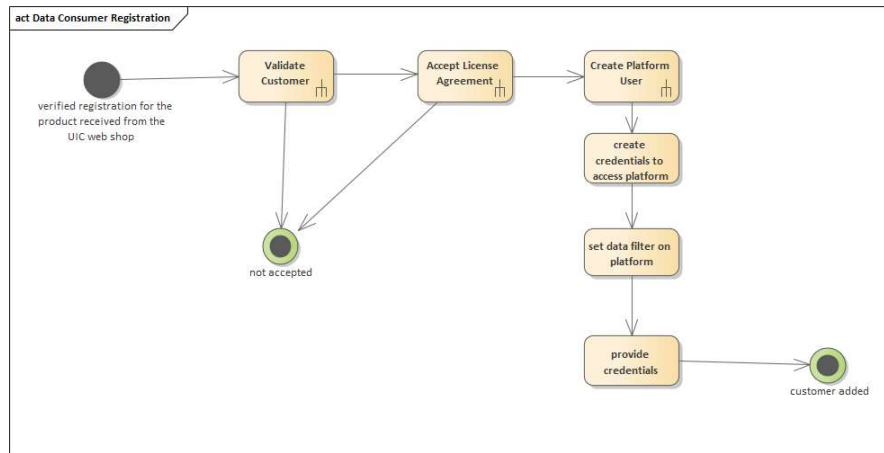 act Data Consumer Registration
Validate
Customer
Accept License
Agreement
Create Platform
User
verified registration for the
product received from the
UIC web shop
create
credentials to
access platform
not accepted
set data filter on
platform
provide
credentials
customer added